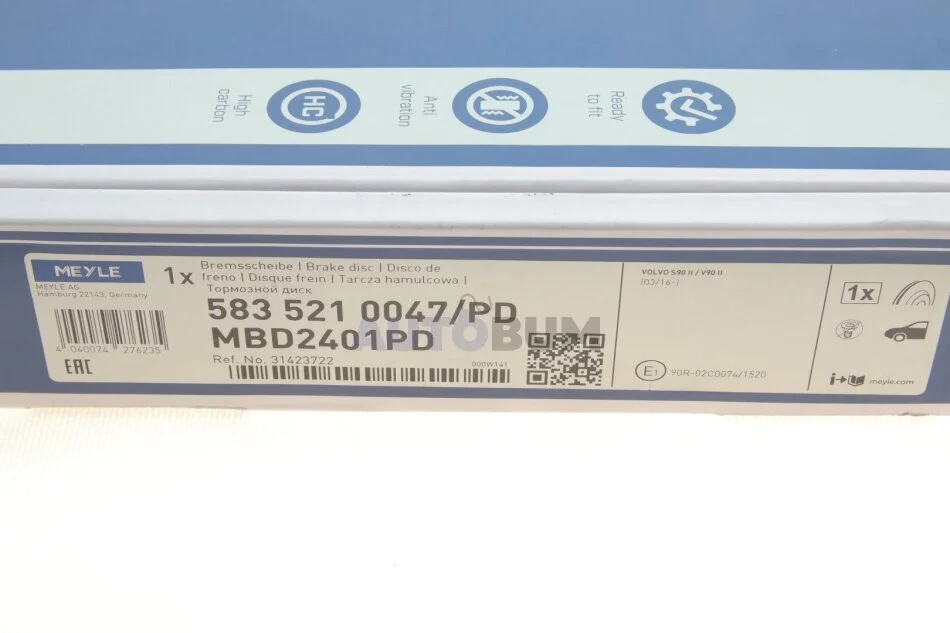 High
carbon
HC
Anti
vibration
Ready
to fit
MEYLE
MEYLE AG
Hamburg 22143, Germany
4 040074 276235
EAC
1x
Bremsscheibe | Brake disc | Disco de
freno | Disque frein | Tarcza hamulcowa |
Тормозной диск
583 521 0047/PD
MBD2401PD
AUTOBUM
Ref. No. 31423722
000W141
VOLVO S90 II / V90 II
(03/16-)
E1 90R-02C0074/1520
1x
meyle.com